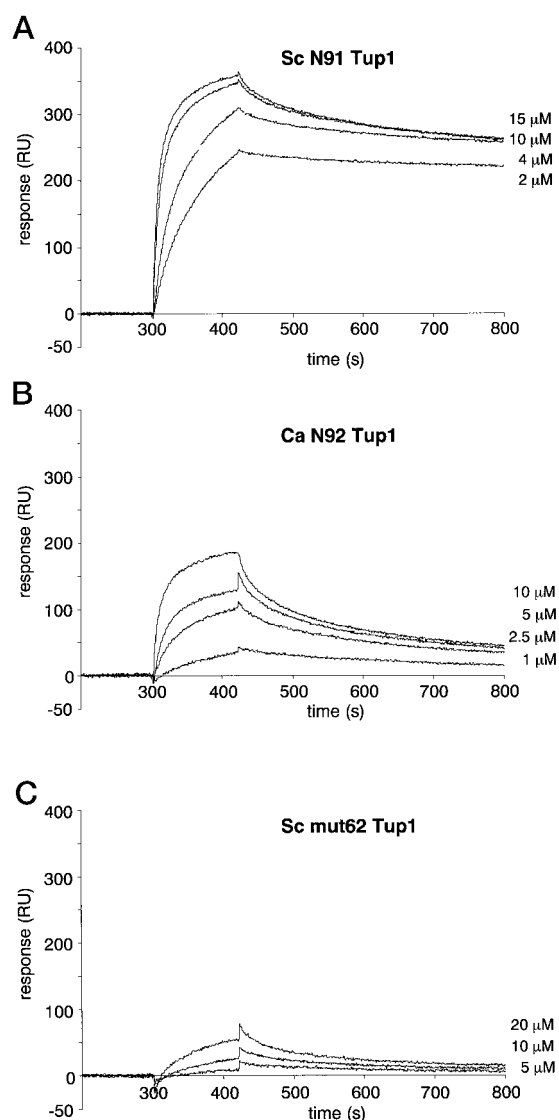 A
Sc N91 Tup1
response (RU)
400
300
200
100
0
-50
300
400
500
600
700
800
time (s)
15 µM
10 µM
4 µM
2 µM
B
Ca N92 Tup1
response (RU)
400
300
200
100
0
-50
300
400
500
600
700
800
time (s)
10 µM
5 µM
2.5 µM
1 µM
C
Sc mut62 Tup1
response (RU)
400
300
200
100
0
-50
300
400
500
600
700
800
time (s)
20 µM
10 µM
5 µM